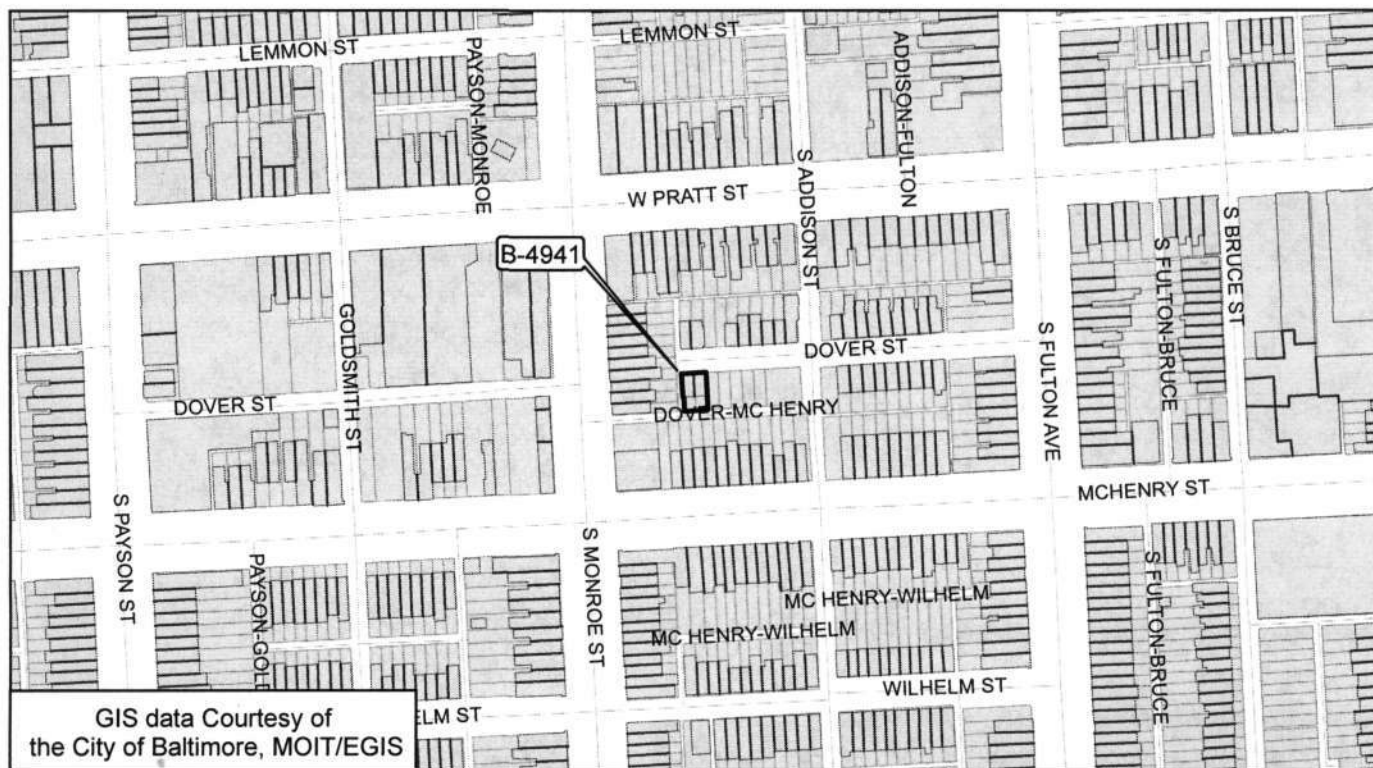 LEMMON ST
LEMMON ST
PAYSON-MONROE
ADDISON-FULTON
W PRATT ST
S ADDISON ST
B-4941
S BRUCE ST
S FULTON-BRUCE
GOLDSMITH ST
S FULTON AVE
DOVER ST
DOVER ST
DOVER-MC HENRY
MCHENRY ST
S PAYSON ST
S MONROE ST
PAYSON-GOL
S FULTON-BRUCE
MC HENRY-WILHELM
MC HENRY-WILHELM
WILHELM ST
ELM ST
GIS data Courtesy of
the City of Baltimore, MOIT/EGIS